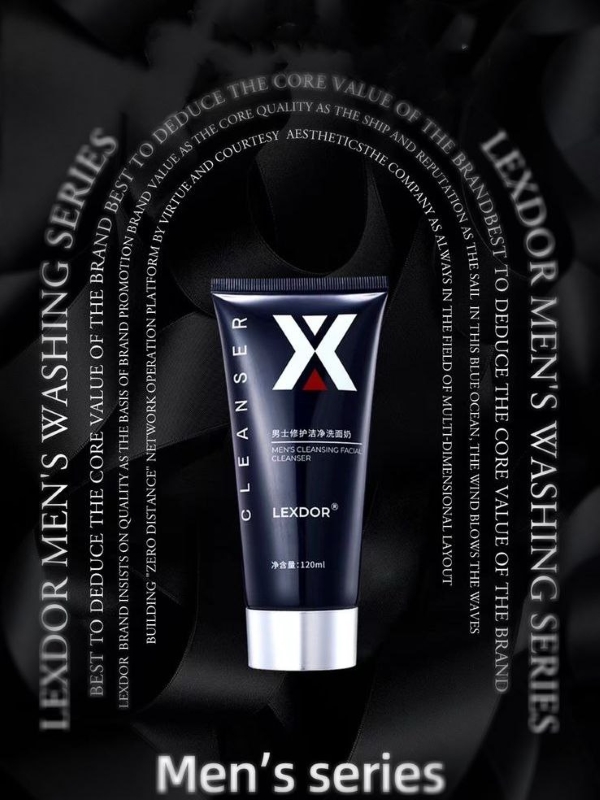 LEXDOR MEN'S WASHING SERIES
BEST TO DEDUCE THE CORE VALUE OF THE BRAND BEST TO DEDUCE THE CORE VALUE OF THE BRANDBEST TO DEDUCE THE CORE VALUE OF THE BRAND
LEXDOR BRAND INSISTS ON QUALITY AS THE BASIS OF BRAND PROMOTION BRAND VALUE AS THE CORE QUALITY AS THE SHIP AND REPUTATION AS THE SAIL IN THIS BLUE OCEAN, THE WIND BLOWS THE WAVES
BUILDING "ZERO DISTANCE" NETWORK OPERATION PLATFORM BY VIRTUE AND COURTESY AESTHETICSTHE COMPANY AS ALWAYS IN THE FIELD OF MULTI-DIMENSIONAL LAYOUT
LEXDOR MEN'S WASHING SERIES
CLEANSER
X
男士修护洁净洗面奶
MEN'S CLEANSING FACIAL
CLEANSER
LEXDOR®
净含量:120ml
Men's series